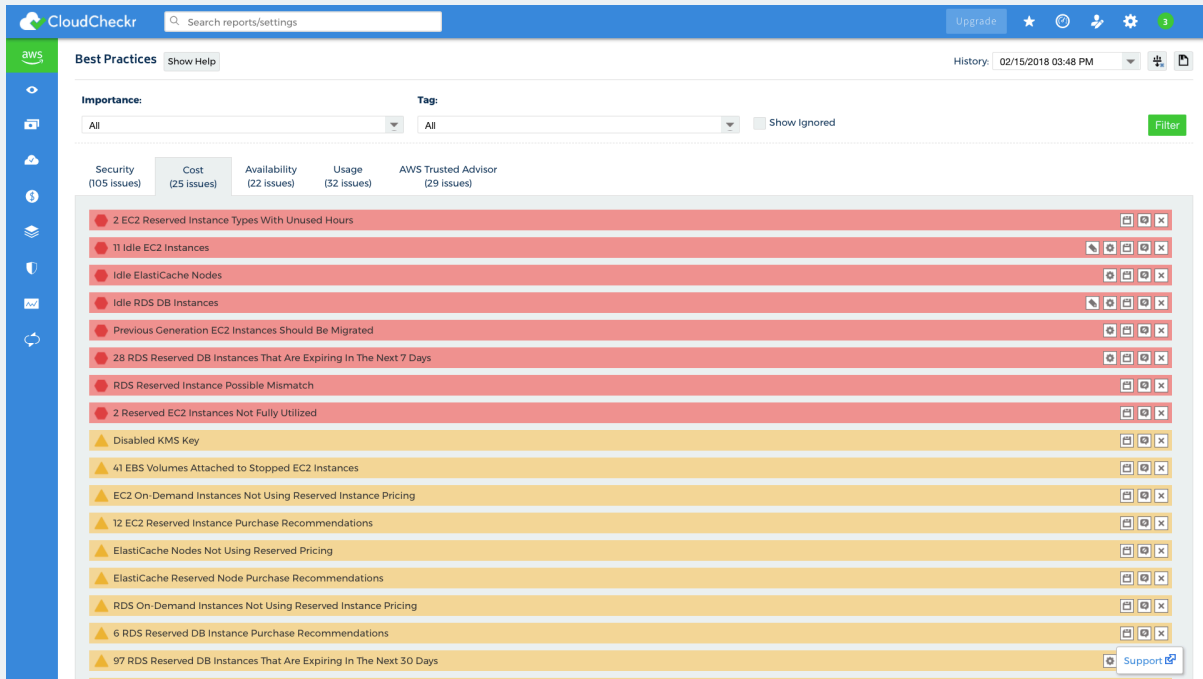 CloudCheckr
Search reports/settings
Upgrade
3
aws
Best Practices
Show Help
History:
02/15/2018 03:48 PM
Importance:
Tag:
All
All
Show Ignored
Filter
Security
(105 issues)
Cost
(25 issues)
Availability
(22 issues)
Usage
(32 issues)
AWS Trusted Advisor
(29 issues)
2 EC2 Reserved Instance Types With Unused Hours
11 Idle EC2 Instances
Idle ElastiCache Nodes
Idle RDS DB Instances
Previous Generation EC2 Instances Should Be Migrated
28 RDS Reserved DB Instances That Are Expiring In The Next 7 Days
RDS Reserved Instance Possible Mismatch
2 Reserved EC2 Instances Not Fully Utilized
Disabled KMS Key
41 EBS Volumes Attached to Stopped EC2 Instances
EC2 On-Demand Instances Not Using Reserved Instance Pricing
12 EC2 Reserved Instance Purchase Recommendations
ElastiCache Nodes Not Using Reserved Pricing
ElastiCache Reserved Node Purchase Recommendations
RDS On-Demand Instances Not Using Reserved Instance Pricing
6 RDS Reserved DB Instance Purchase Recommendations
97 RDS Reserved DB Instances That Are Expiring In The Next 30 Days
Support